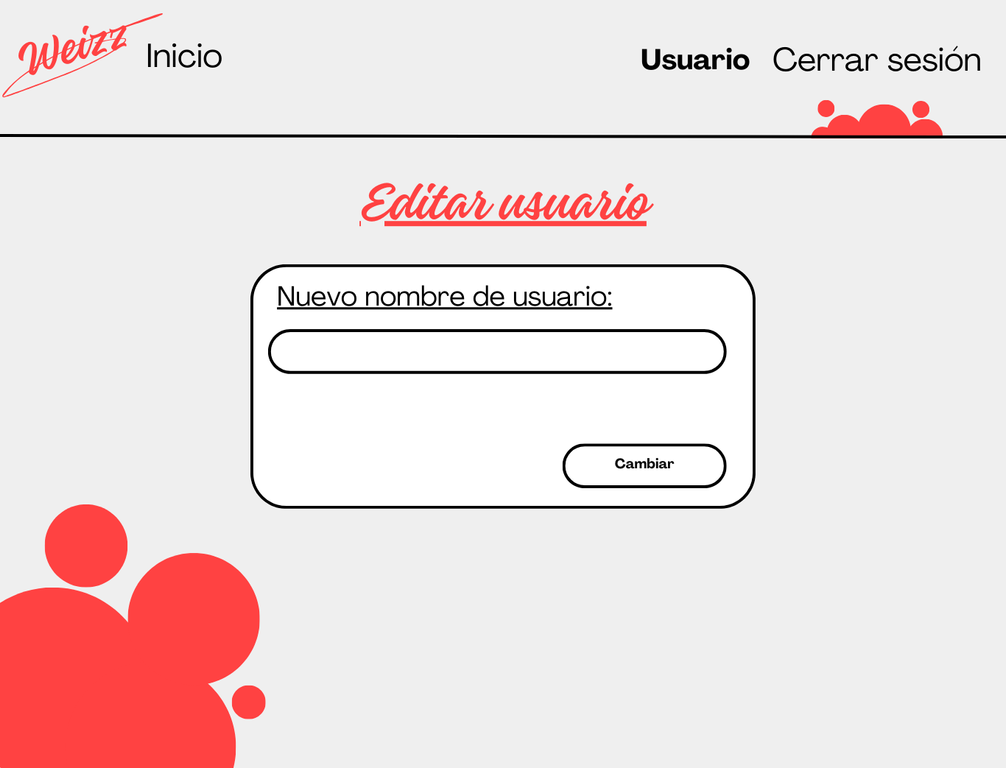 Weizz
Inicio
Usuario
Cerrar sesión
Editar usuario
Nuevo nombre de usuario:
Cambiar